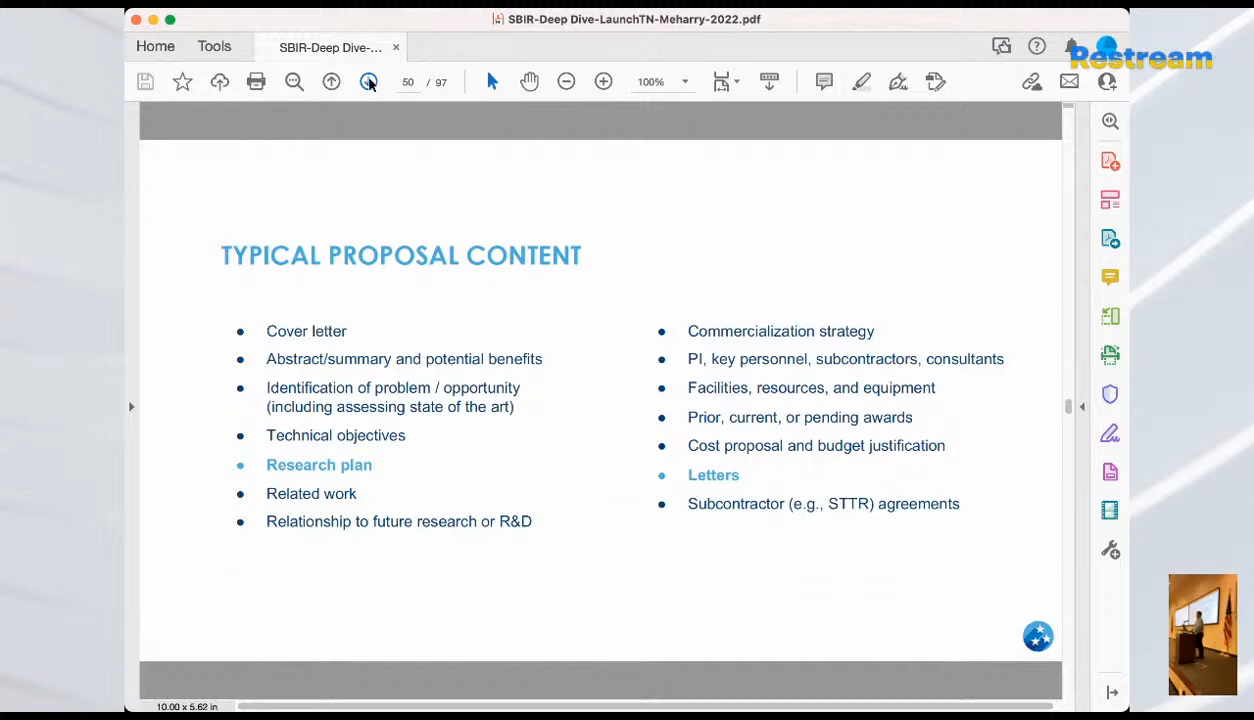 SBIR-Deep Dive-LaunchTN-Meharry-2022.pdf
Home
Tools
SBIR-Deep Dive-...
Restream
50 / 97
100%
TYPICAL PROPOSAL CONTENT
Cover letter
Abstract/summary and potential benefits
Identification of problem / opportunity
(including assessing state of the art)
Technical objectives
Research plan
Related work
Relationship to future research or R&D
Commercialization strategy
PI, key personnel, subcontractors, consultants
Facilities, resources, and equipment
Prior, current, or pending awards
Cost proposal and budget justification
Letters
Subcontractor (e.g., STTR) agreements
10.00 x 5.62 in